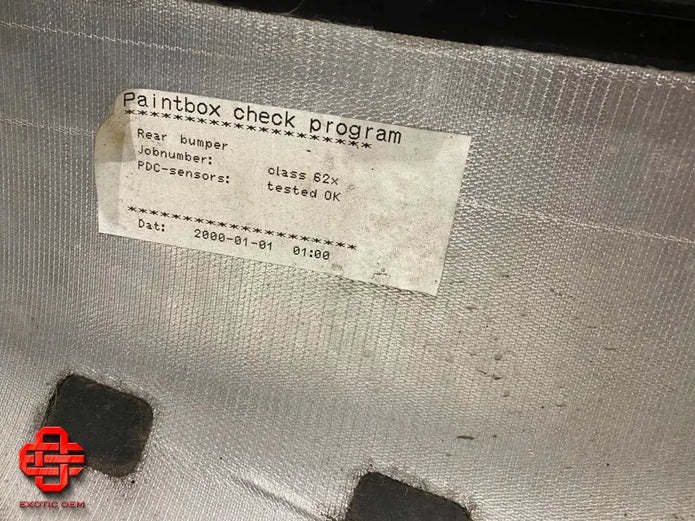 Paintbox check program
*******************
Rear bumper
Jobnumber: class 62x
PDC-sensors: tested OK
*******************
Dat: 2000-01-01 01:00
EXOTIC OEM